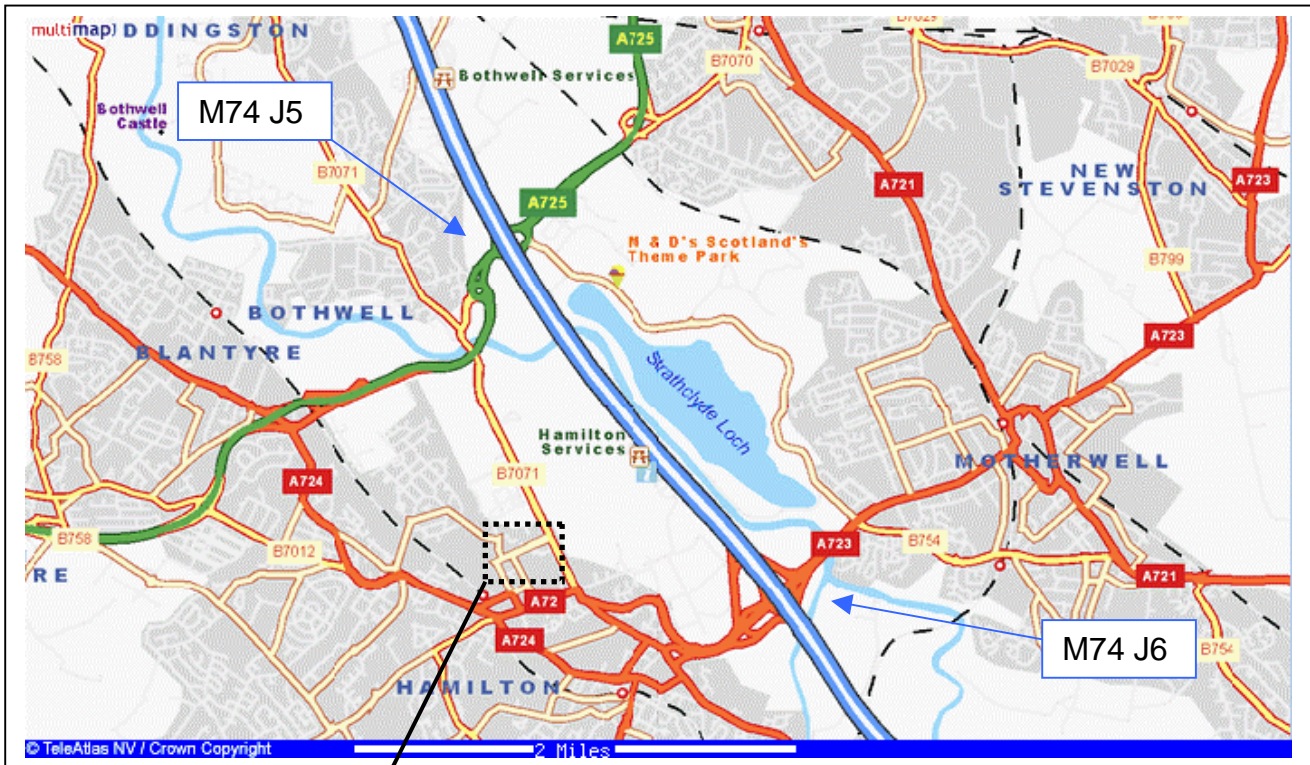 multimap) DDINGSTON
A725
B7029
B7070
B7029
Bothwell Services
M74 J5
Bothwell
Castle
B7071
A721
NEW
STEVENSTON
A723
A725
M & D's Scotland's
Theme Park
B799
BOTHWELL
BLANTYRE
A723
B758
Strathclyde Loch
Hamilton
Services
MOTHERWELL
B7071
A724
A723
B754
B758
B7012
RE
A72
A721
A724
M74 J6
B754
HAMILTON
© TeleAtlas NV / Crown Copyright
2 Miles